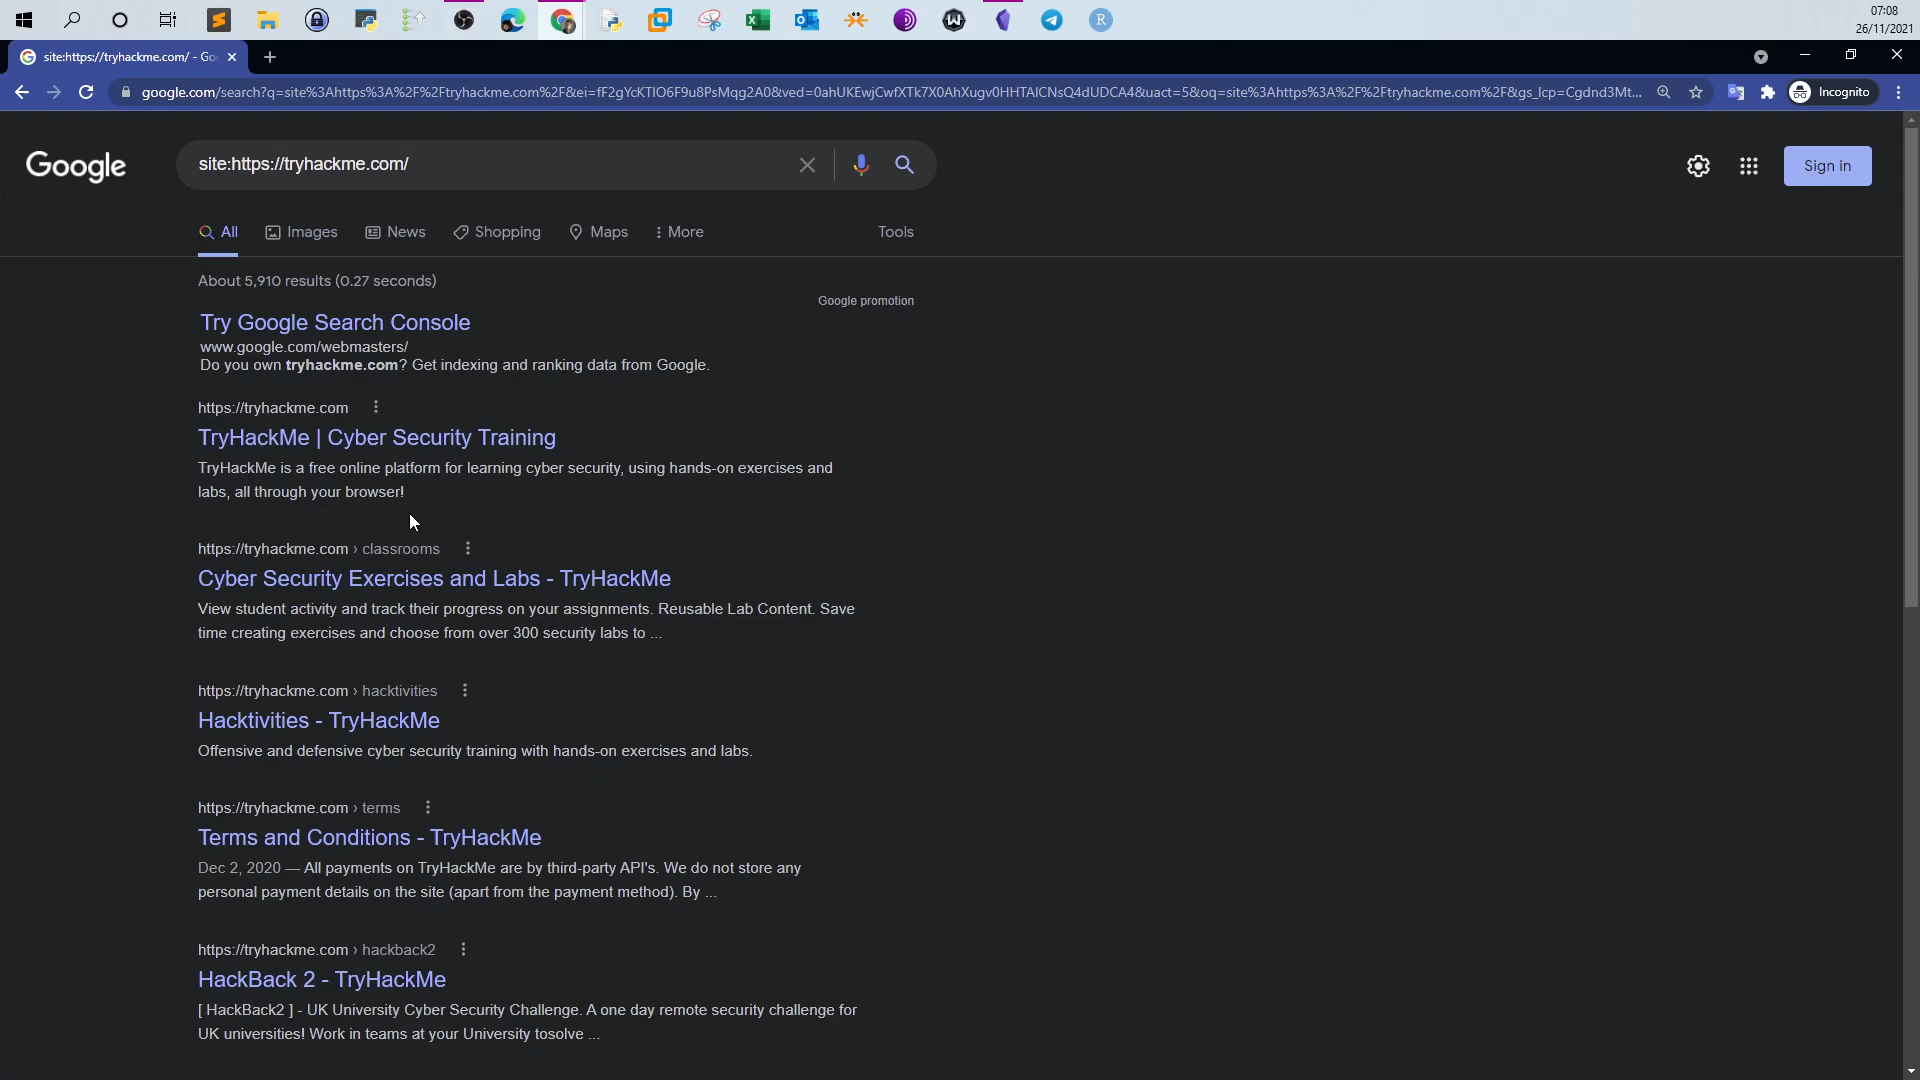 07:08
26/11/2021
site:https://tryhackme.com/ - Go
google.com/search?q=site%3Ahttps%3A%2F%2Ftryhackme.com%2F&ei=fF2gYcKTIO6F9u8PsMqg2A0&ved=0ahUKEwjCwfXTk7X0AhXugv0HHTAlCNsQ4dUDCA4&uact=5&oq=site%3Ahttps%3A%2F%2Ftryhackme.com%2F&gs_lcp=Cgdnd3Mt...
Incognito
Google
site:https://tryhackme.com/
Sign in
All Images News Shopping Maps More Tools
About 5,910 results (0.27 seconds)
Google promotion
Try Google Search Console
www.google.com/webmasters/
Do you own tryhackme.com? Get indexing and ranking data from Google.
https://tryhackme.com
TryHackMe | Cyber Security Training
TryHackMe is a free online platform for learning cyber security, using hands-on exercises and
labs, all through your browser!
https://tryhackme.com › classrooms
Cyber Security Exercises and Labs - TryHackMe
View student activity and track their progress on your assignments. Reusable Lab Content. Save
time creating exercises and choose from over 300 security labs to ...
https://tryhackme.com › hacktivities
Hacktivities - TryHackMe
Offensive and defensive cyber security training with hands-on exercises and labs.
https://tryhackme.com › terms
Terms and Conditions - TryHackMe
Dec 2, 2020 — All payments on TryHackMe are by third-party API's. We do not store any
personal payment details on the site (apart from the payment method). By ...
https://tryhackme.com › hackback2
HackBack 2 - TryHackMe
[ HackBack2 ] - UK University Cyber Security Challenge. A one day remote security challenge for
UK universities! Work in teams at your University tosolve ...